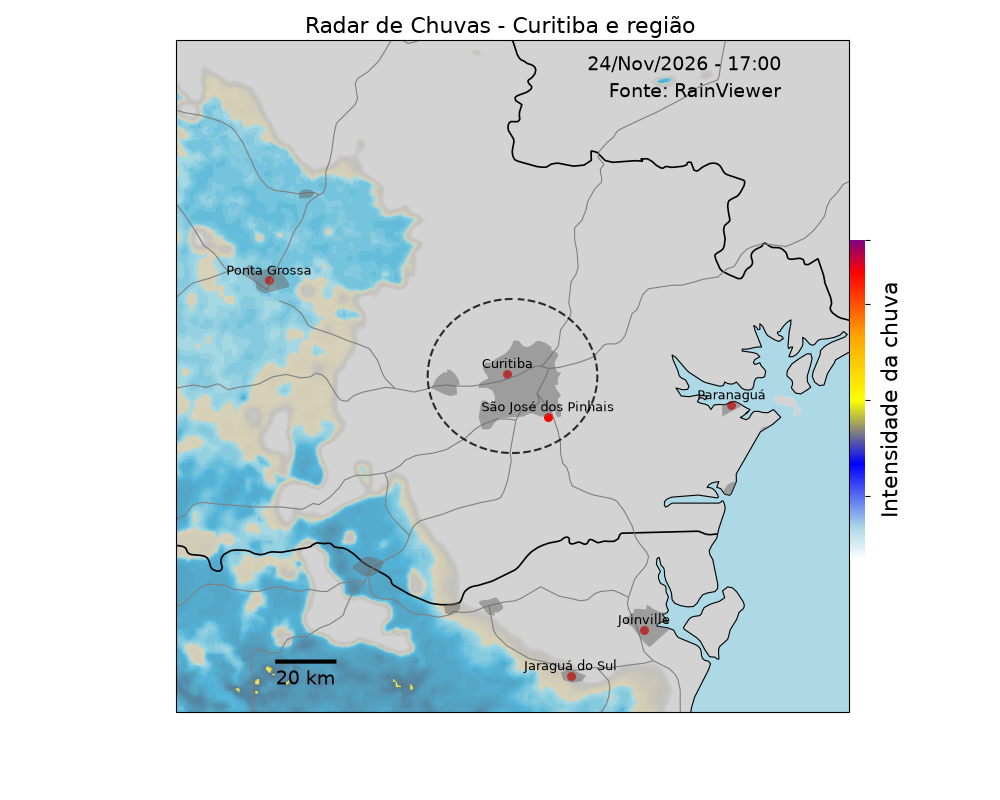 Radar de Chuvas - Curitiba e região
24/Nov/2026 - 17:00
Fonte: RainViewer
Ponta Grossa
Curitiba
São José dos Pinhais
Paranaguá
Joinville
Jaraguá do Sul
20 km
Intensidade da chuva